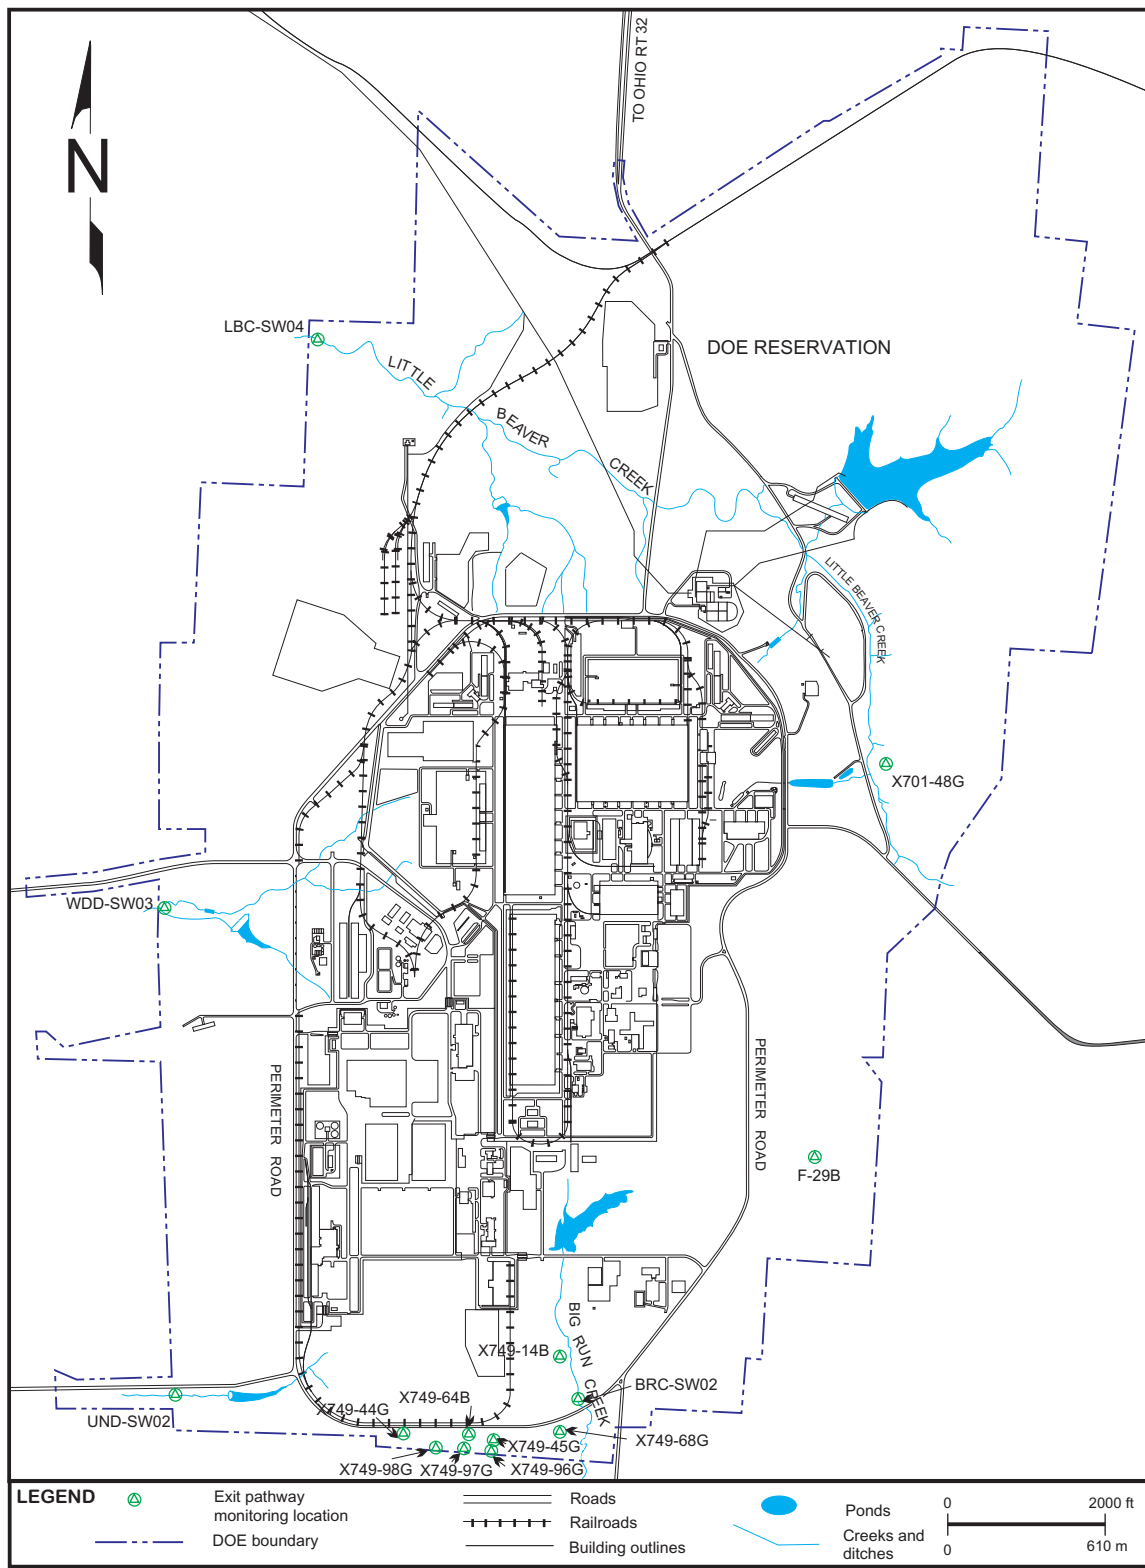 TO OHIO RT 32
N
LBC-SW04
DOE RESERVATION
LITTLE
BEAVER
CREEK
LITTLE BEAVER CREEK
X701-48G
WDD-SW03
PERIMETER ROAD
PERIMETER ROAD
F-29B
BIG RUN CREEK
X749-14B
BRC-SW02
X749-64B
X749-44G
UND-SW02
X749-68G
X749-45G
X749-98G
X749-97G
X749-96G
LEGEND
Exit pathway
monitoring location
DOE boundary
Roads
Railroads
Building outlines
Ponds
Creeks and
ditches
0 2000 ft
0 610 m